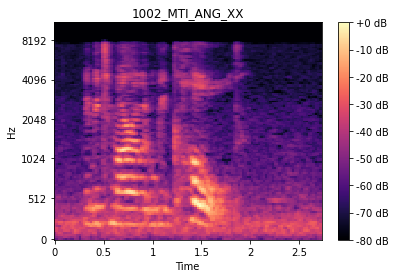 1002_MTI_ANG_XX
+0 dB
8192
-10 dB
4096
-20 dB
-30 dB
2048
-40 dB
Hz
1024
-50 dB
512
-60 dB
-70 dB
0
-80 dB
0 0.5 1 1.5 2 2.5
Time